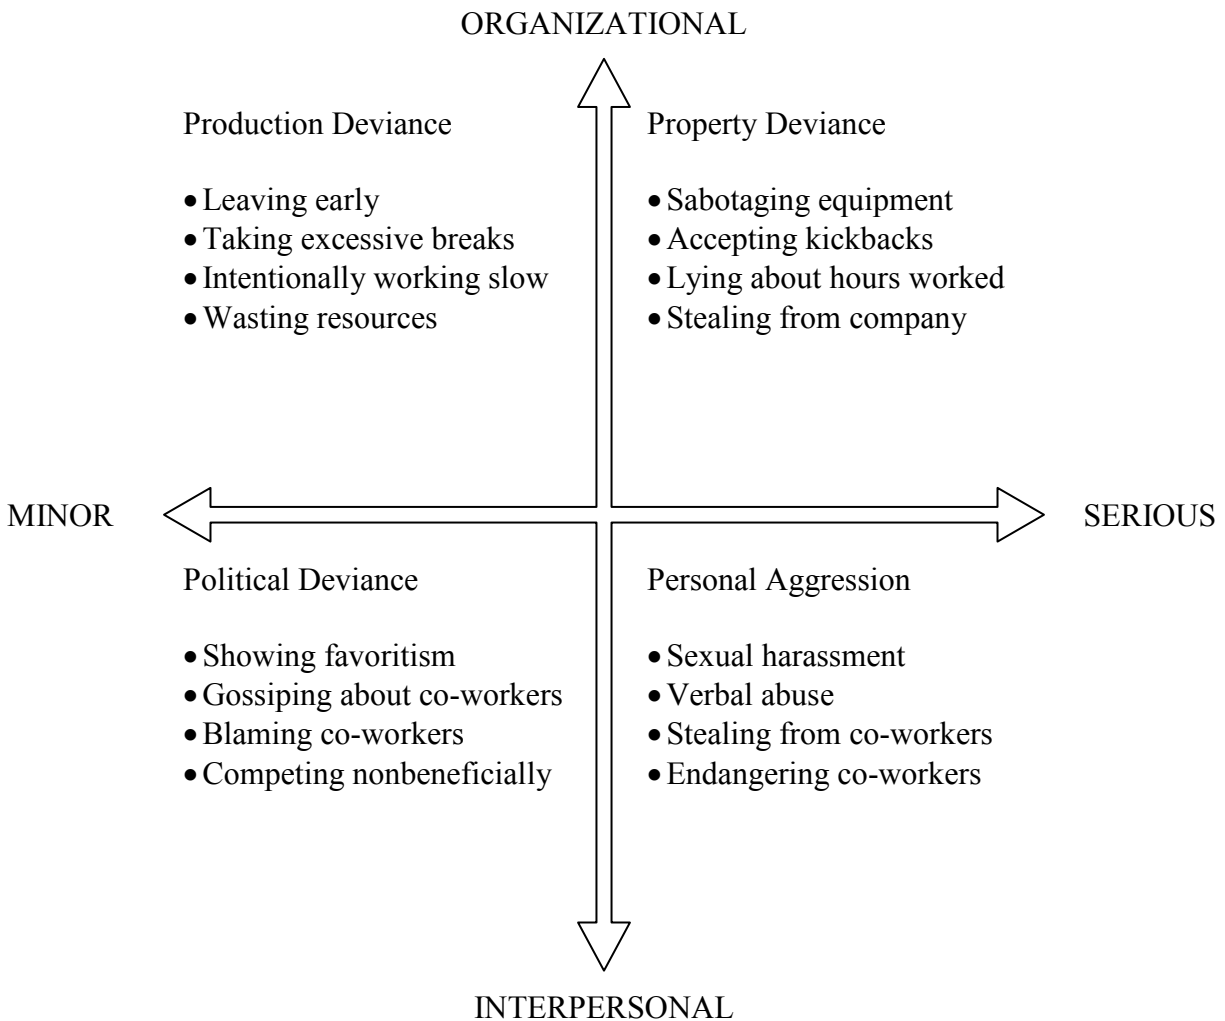 ORGANIZATIONAL
Production Deviance
• Leaving early
• Taking excessive breaks
• Intentionally working slow
• Wasting resources
Property Deviance
• Sabotaging equipment
• Accepting kickbacks
• Lying about hours worked
• Stealing from company
MINOR
SERIOUS
Political Deviance
• Showing favoritism
• Gossiping about co-workers
• Blaming co-workers
• Competing nonbeneficially
Personal Aggression
• Sexual harassment
• Verbal abuse
• Stealing from co-workers
• Endangering co-workers
INTERPERSONAL